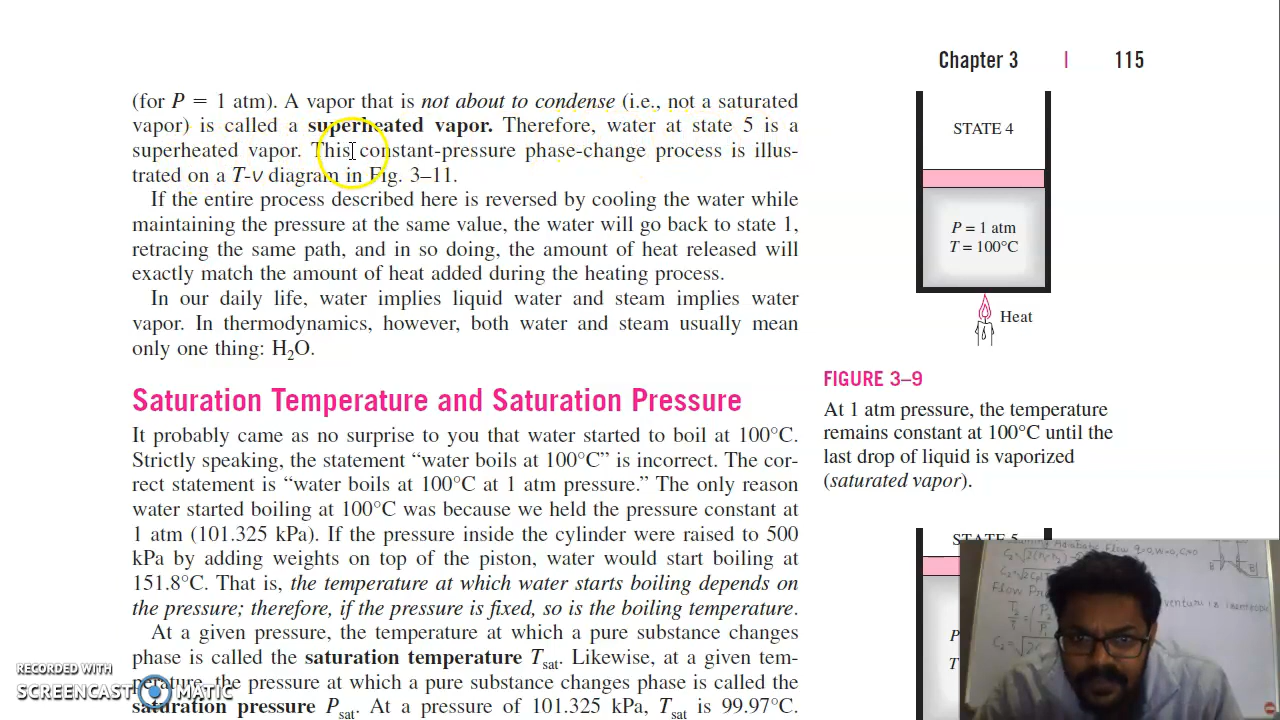 Chapter 3 | 115
(for P = 1 atm). A vapor that is not about to condense (i.e., not a saturated
vapor) is called a superheated vapor. Therefore, water at state 5 is a
superheated vapor. This constant-pressure phase-change process is illus-
trated on a T-v diagram in Fig. 3–11.
If the entire process described here is reversed by cooling the water while
maintaining the pressure at the same value, the water will go back to state 1,
retracing the same path, and in so doing, the amount of heat released will
exactly match the amount of heat added during the heating process.
In our daily life, water implies liquid water and steam implies water
vapor. In thermodynamics, however, both water and steam usually mean
only one thing: H₂O.
Saturation Temperature and Saturation Pressure
It probably came as no surprise to you that water started to boil at 100°C.
Strictly speaking, the statement “water boils at 100°C” is incorrect. The cor-
rect statement is “water boils at 100°C at 1 atm pressure.” The only reason
water started boiling at 100°C was because we held the pressure constant at
1 atm (101.325 kPa). If the pressure inside the cylinder were raised to 500
kPa by adding weights on top of the piston, water would start boiling at
151.8°C. That is, the temperature at which water starts boiling depends on
the pressure; therefore, if the pressure is fixed, so is the boiling temperature.
At a given pressure, the temperature at which a pure substance changes
phase is called the saturation temperature Tsat. Likewise, at a given tem-
perature, the pressure at which a pure substance changes phase is called the
saturation pressure Psat. At a pressure of 101.325 kPa, Tsat is 99.97°C.
STATE 4
P = 1 atm
T = 100°C
Heat
FIGURE 3–9
At 1 atm pressure, the temperature
remains constant at 100°C until the
last drop of liquid is vaporized
(saturated vapor).
STATE 5
P
T
Adiabatic Flow
RECORDED WITH
SCREENCAST MATIC